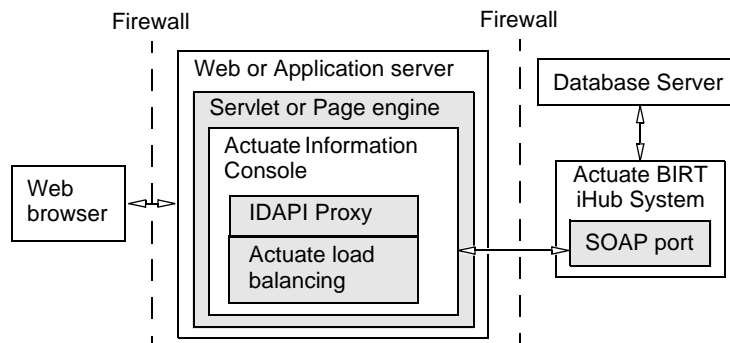 Firewall
Firewall
Web or Application server
Servlet or Page engine
Actuate Information
Console
IDAPI Proxy
Actuate load
balancing
Web
browser
Database Server
Actuate BIRT
iHub System
SOAP port